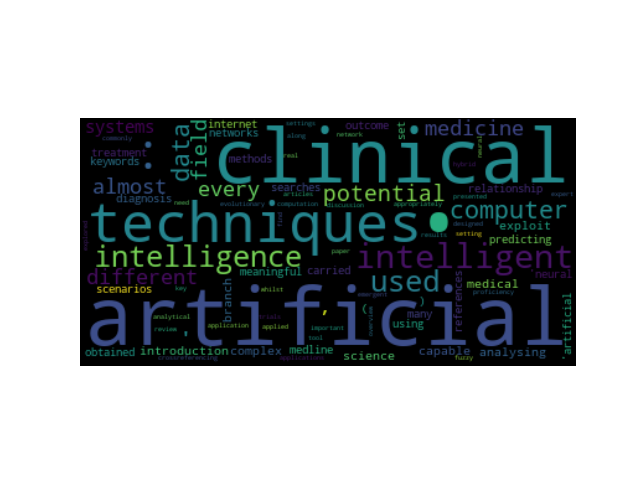 systems
internet
settings
outcome
medicine
commonly
networks
along
network
set
data
field
clinical
:
treatment
keywords
methods
real
neural
hybrid
almost
every
searches
potential
relationship
diagnosis
need
articles
evolutionary
computation
discussion
appropriately
presented
expert
techniques
.
computer
designed
exploit
results
setting
predicting
intelligence
paper
intelligent
different
meaningful
carried
used
medical
neural
scenarios
key
branch
whilst
emergent
proficiency
references
artificial
analytical
review
,
application
applied
trials
,
important
tool
overview
(
)
many
using
'artificial
obtained
introduction
complex
medline
science
capable
analysing
crossreferencing
applications
fuzzy